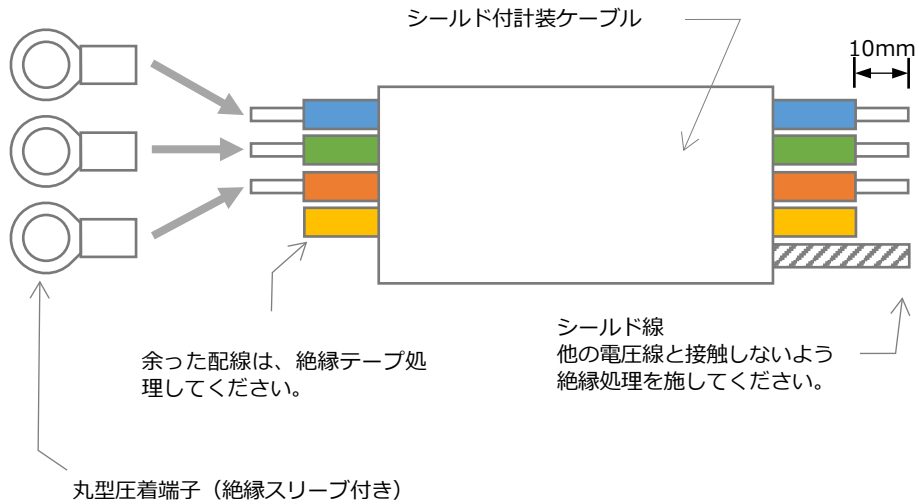 シールド付計装ケーブル
10mm
余った配線は、絶縁テープ処
理してください。
シールド線
他の電圧線と接触しないよう
絶縁処理を施してください。
丸型圧着端子（絶縁スリーブ付き）